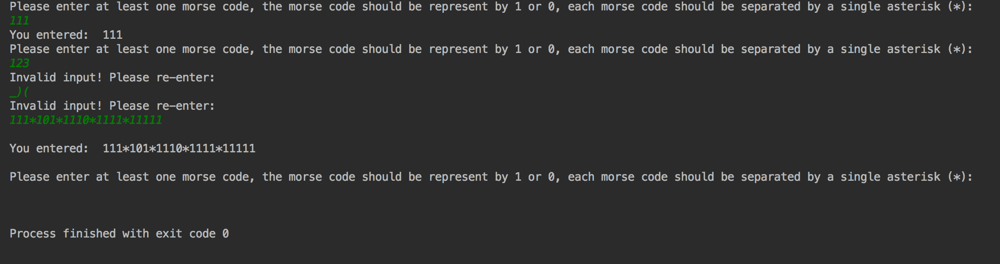 Please enter at least one morse code, the morse code should be represent by 1 or 0, each morse code should be separated by a single asterisk (*):
111
You entered:  111
Please enter at least one morse code, the morse code should be represent by 1 or 0, each morse code should be separated by a single asterisk (*):
123
Invalid input! Please re-enter:
_)(
Invalid input! Please re-enter:
111*101*1110*1111*11111
You entered:  111*101*1110*1111*11111
Please enter at least one morse code, the morse code should be represent by 1 or 0, each morse code should be separated by a single asterisk (*):
Process finished with exit code 0